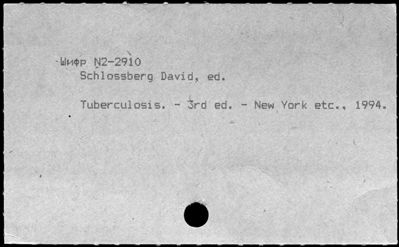 Шифр N2-2910
Schlossberg David, ed.
Tuberculosis. - 3rd ed. - New York etc., 1994.